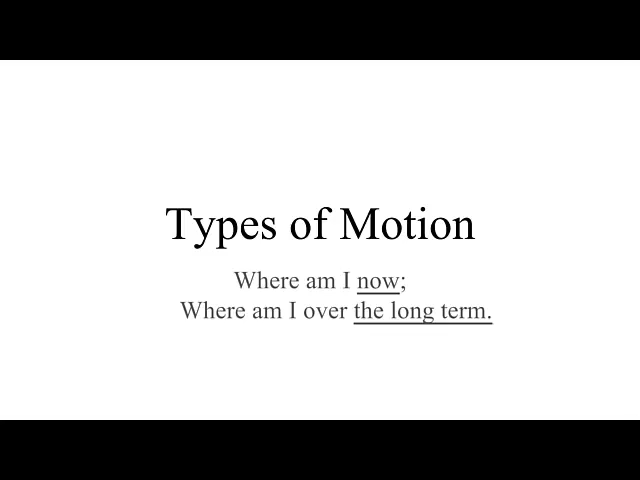 Types of Motion
Where am I now;
Where am I over the long term.